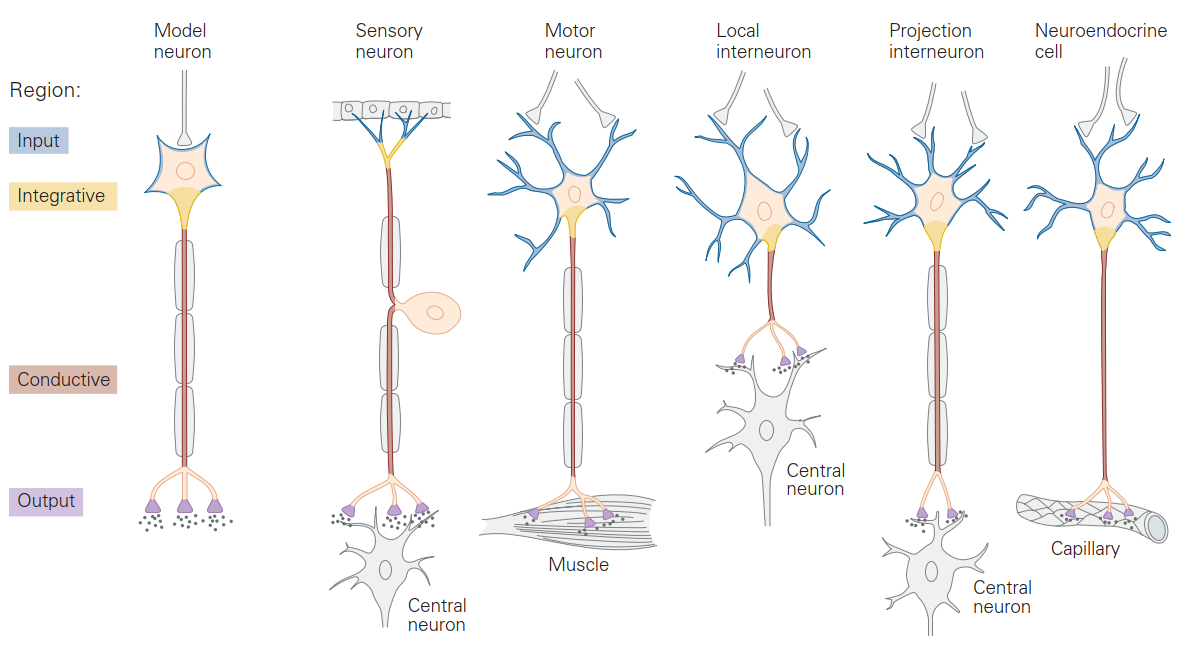 Model
neuron
Sensory
neuron
Motor
neuron
Local
interneuron
Projection
interneuron
Neuroendocrine
cell
Region:
Input
Integrative
Conductive
Output
Central
neuron
Muscle
Central
neuron
Central
neuron
Capillary